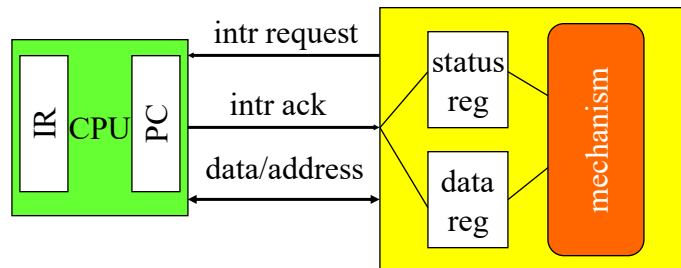 IR
CPU
PC
intr request
intr ack
data/address
status
reg
data
reg
mechanism